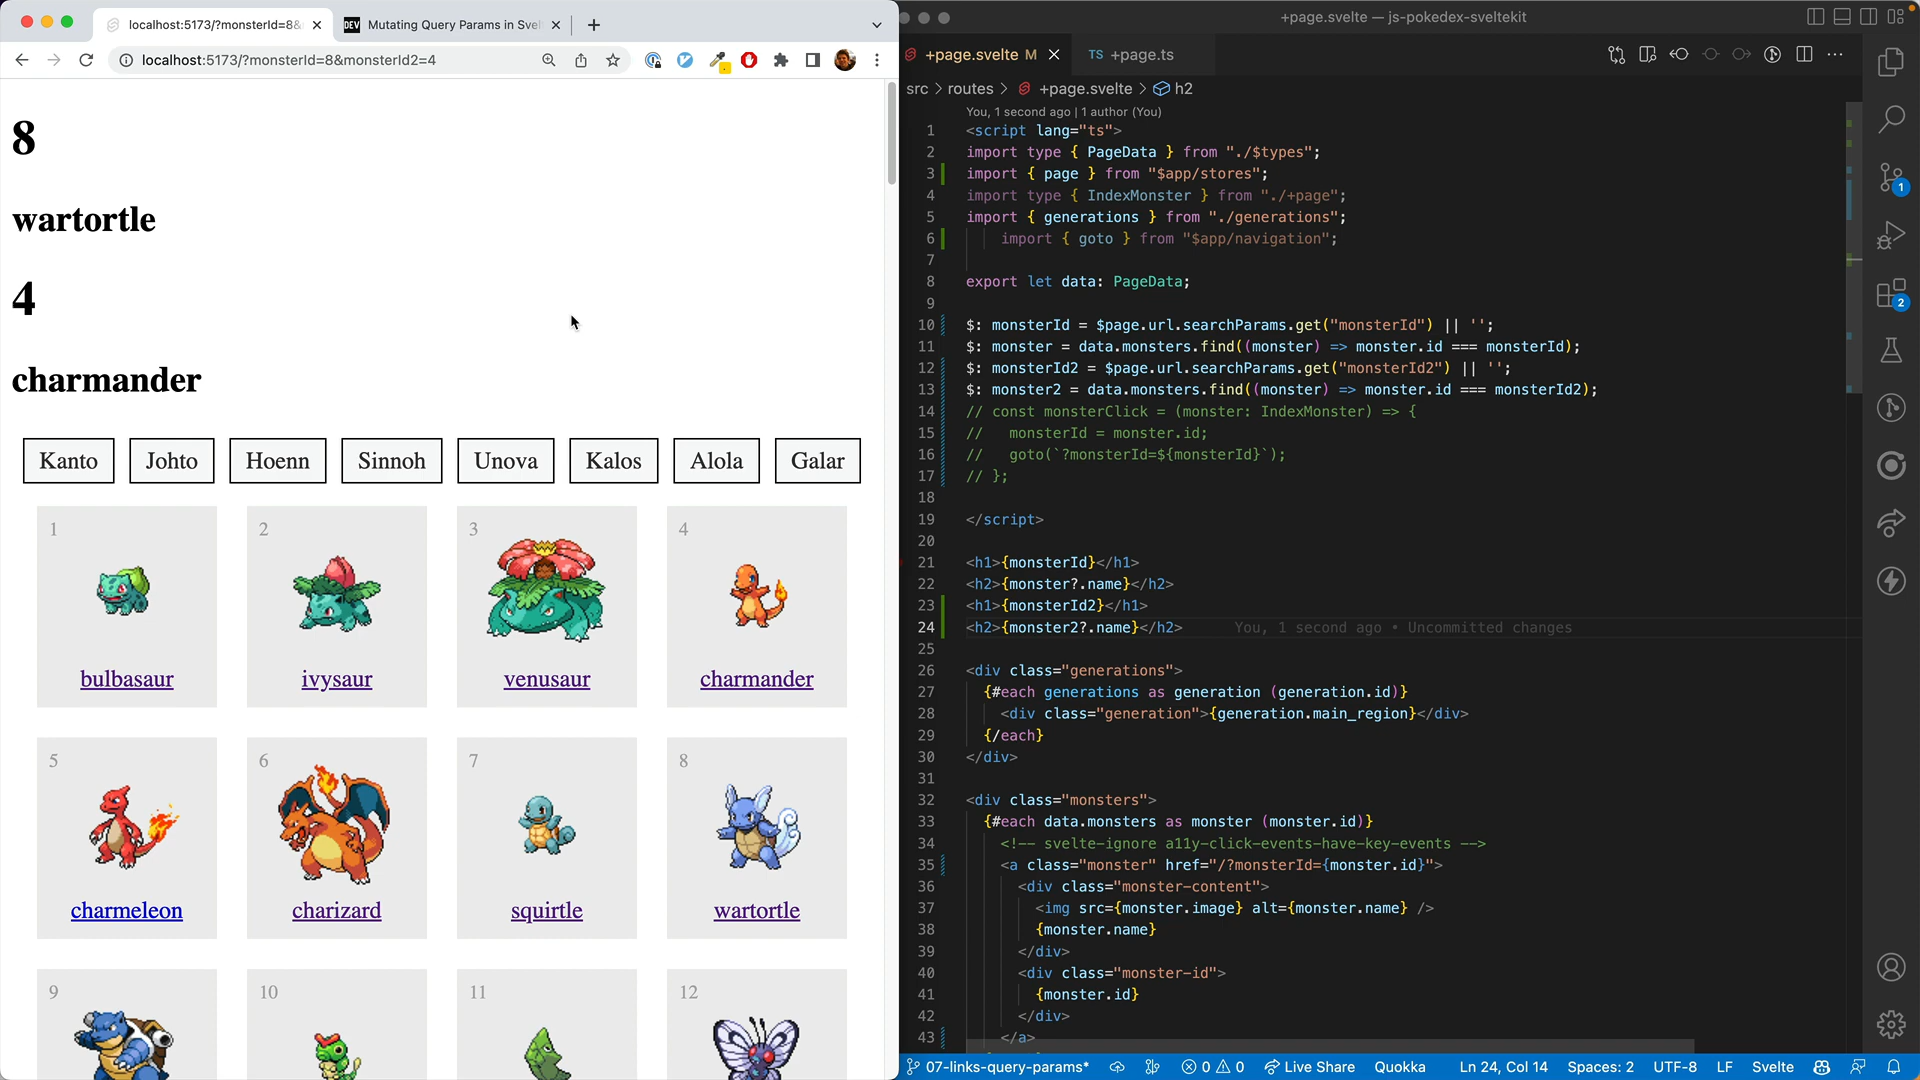 localhost:5173/?monsterId=8&
DEV Mutating Query Params in Sve
localhost:5173/?monsterId=8&monsterId2=4
8
wartortle
4
charmander
Kanto Johto Hoenn Sinnoh Unova Kalos Alola Galar
1 2 3 4
bulbasaur ivysaur venusaur charmander
5 6 7 8
charmeleon charizard squirtle wartortle
9 10 11 12
+page.svelte — js-pokedex-sveltekit
+page.svelte M TS +page.ts
src > routes > +page.svelte > h2
You, 1 second ago | 1 author (You)
1 <script lang="ts">
2 import type { PageData } from "./$types";
3 import { page } from "$app/stores";
4 import type { IndexMonster } from "./+page";
5 import { generations } from "./generations";
6 import { goto } from "$app/navigation";
7
8 export let data: PageData;
9
10 $: monsterId = $page.url.searchParams.get("monsterId") || '';
11 $: monster = data.monsters.find((monster) => monster.id === monsterId);
12 $: monsterId2 = $page.url.searchParams.get("monsterId2") || '';
13 $: monster2 = data.monsters.find((monster) => monster.id === monsterId2);
14 // const monsterClick = (monster: IndexMonster) => {
15 //   monsterId = monster.id;
16 //   goto(`?monsterId=${monsterId}`);
17 // };
18
19 </script>
20
21 <h1>{monsterId}</h1>
22 <h2>{monster?.name}</h2>
23 <h1>{monsterId2}</h1>
24 <h2>{monster2?.name}</h2> You, 1 second ago • Uncommitted changes
25
26 <div class="generations">
27 {#each generations as generation (generation.id)}
28 <div class="generation">{generation.main_region}</div>
29 {/each}
30 </div>
31
32 <div class="monsters">
33 {#each data.monsters as monster (monster.id)}
34 <!-- svelte-ignore a11y-click-events-have-key-events -->
35 <a class="monster" href="/?monsterId={monster.id}">
36 <div class="monster-content">
37 <img src={monster.image} alt={monster.name} />
38 {monster.name}
39 </div>
40 <div class="monster-id">
41 {monster.id}
42 </div>
43 </a>
1
2
07-links-query-params* 0 0 Live Share Quokka Ln 24, Col 14 Spaces: 2 UTF-8 LF Svelte